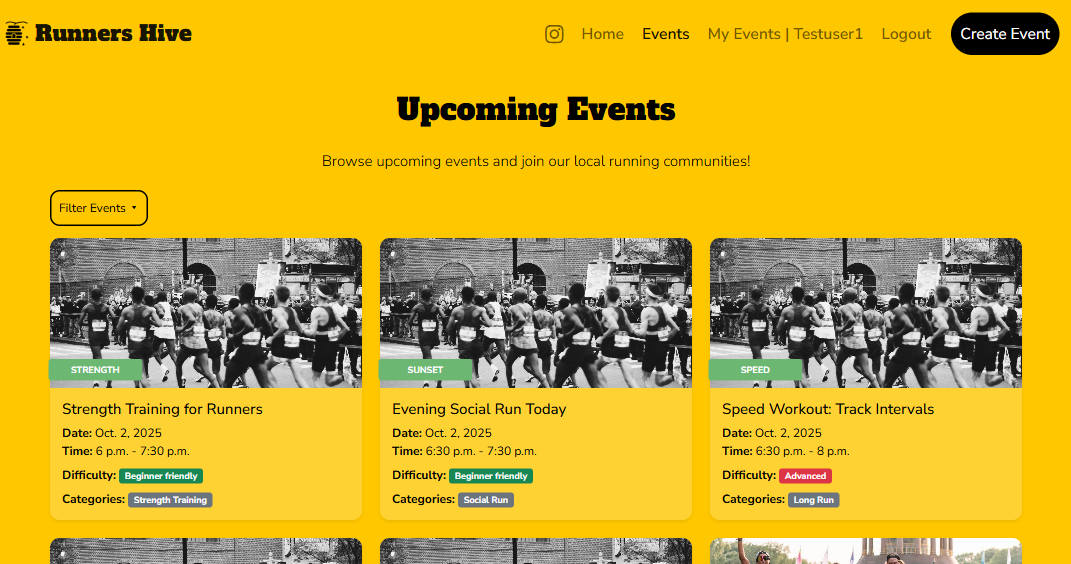 Runners Hive
Home Events My Events | Testuser1 Logout Create Event
Upcoming Events
Browse upcoming events and join our local running communities!
Filter Events
STRENGTH
Strength Training for Runners
Date: Oct. 2, 2025
Time: 6 p.m. - 7:30 p.m.
Difficulty: Beginner friendly
Categories: Strength Training
SUNSET
Evening Social Run Today
Date: Oct. 2, 2025
Time: 6:30 p.m. - 7:30 p.m.
Difficulty: Beginner friendly
Categories: Social Run
SPEED
Speed Workout: Track Intervals
Date: Oct. 2, 2025
Time: 6:30 p.m. - 8 p.m.
Difficulty: Advanced
Categories: Long Run